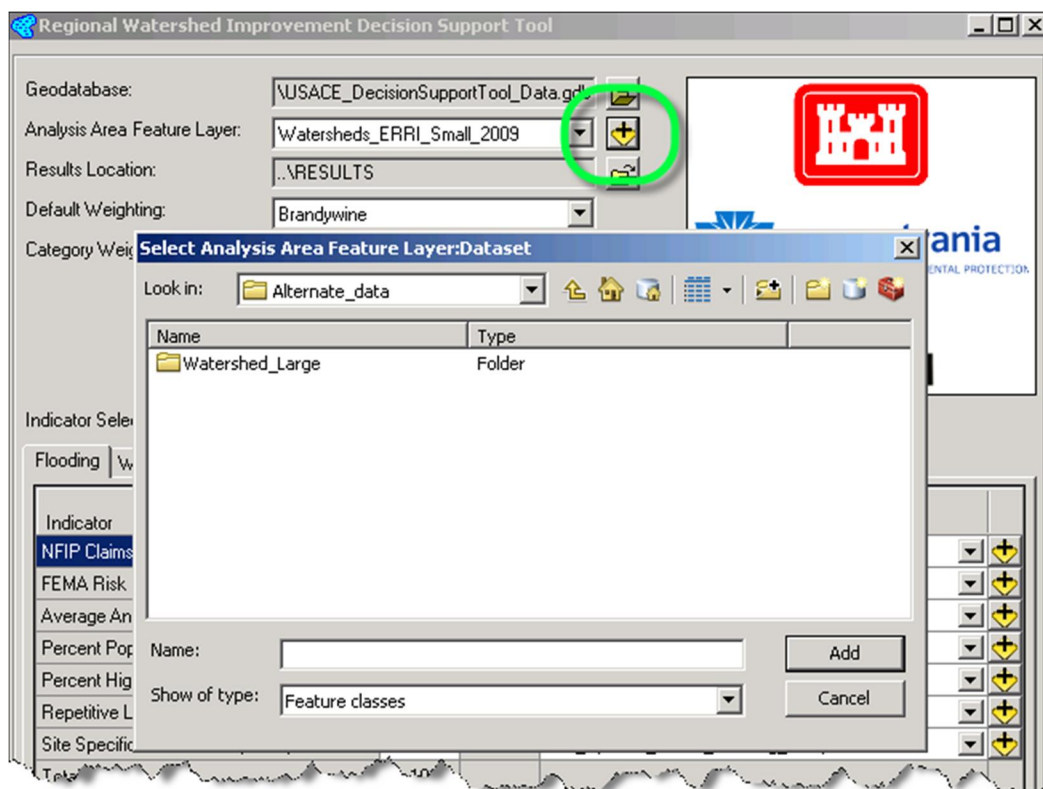 Regional Watershed Improvement Decision Support Tool
Geodatabase:
\USACE_DecisionSupportTool_Data.gdb
Analysis Area Feature Layer:
Watersheds_ERRI_Small_2009
Results Location:
..\RESULTS
Default Weighting:
Brandywine
Category Weig
ania
ENTAL PROTECTION
Select Analysis Area Feature Layer:Dataset
Look in:
Alternate_data
Name Type
Watershed_Large Folder
Name:
Add
Show of type:
Feature classes
Cancel
Indicator Sele
Flooding W
Indicator
NFIP Claims
FEMA Risk
Average An
Percent Pop
Percent Hig
Repetitive L
Site Specific